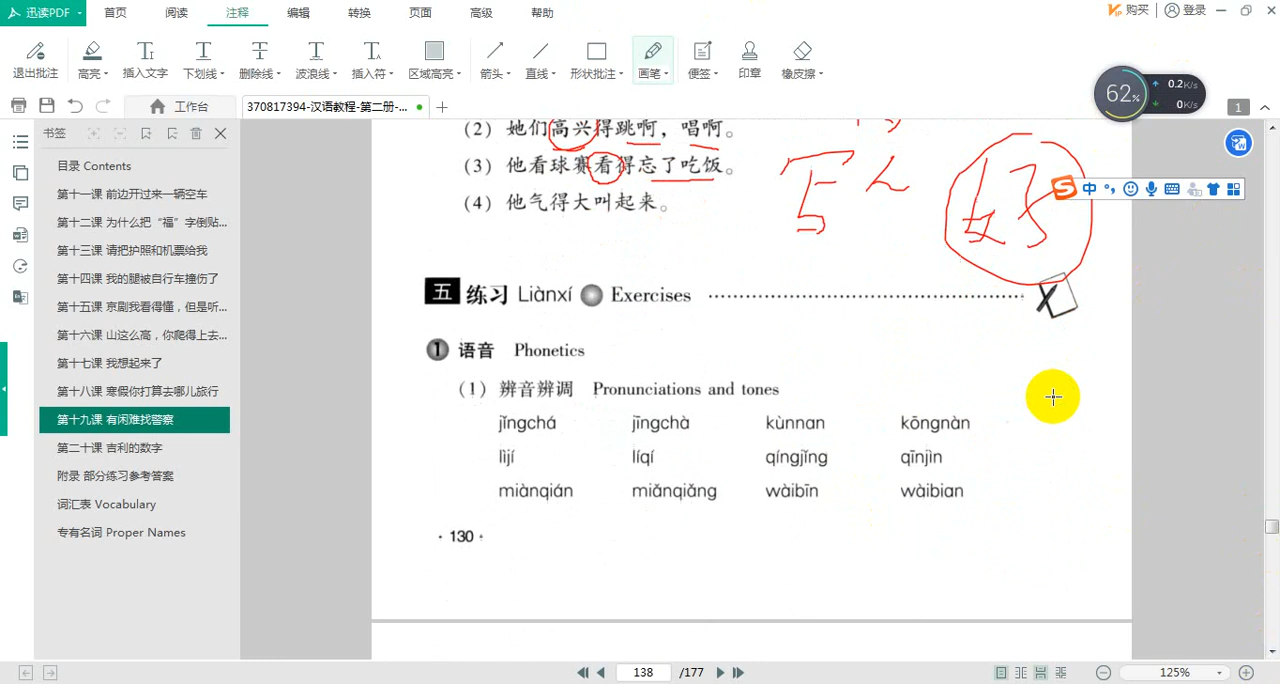 迅读PDF 首页 阅读 注释 编辑 转换 页面 高级 帮助 VIP 购买 登录
退出批注 高亮 插入文字 下划线 删除线 波浪线 插入符 区域高亮 箭头 直线 形状批注 画笔 便签 印章 橡皮擦
62% 0.2K/s 0K/s
工作台 370817394-汉语教程-第二册-... 1
书签
目录 Contents
第十一课 前边开过来一辆空车
第十二课 为什么把“福”字倒贴...
第十三课 请把护照和机票给我
第十四课 我的腿被自行车撞伤了
第十五课 京剧我看得懂，但是听...
第十六课 山这么高，你爬得上去...
第十七课 我想起来了
第十八课 寒假你打算去哪儿旅行
第十九课 有闲难找警察
第二十课 吉利的数字
附录 部分练习参考答案
词汇表 Vocabulary
专有名词 Proper Names
(2) 她们高兴得跳啊，唱啊。
(3) 他看球赛看得忘了吃饭。
(4) 他气得大叫起来。
好
中
五 练习 Liànxí Exercises
1 语音 Phonetics
(1) 辨音辨调 Pronunciations and tones
jǐngchá jǐngchà kùnnan kōngnàn
lìjí líqí qíngjǐng qīnjìn
miànqián miǎnqiǎng wàibīn wàibian
· 130 ·
138 /177 125%